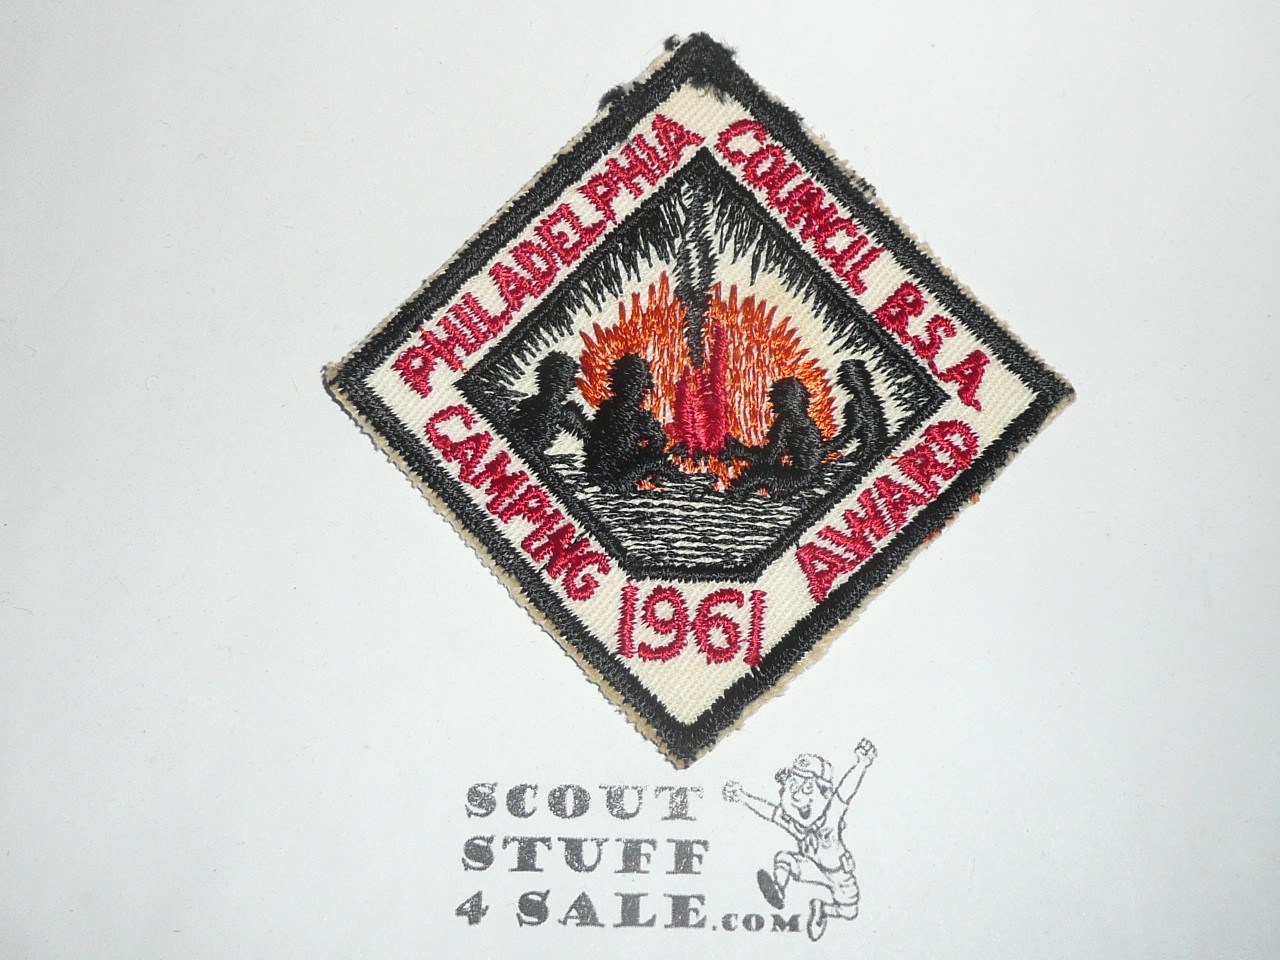 PHILADELPHIA
COUNCIL B.S.A.
CAMPING
AWARD
1961
SCOUT
STUFF
4 SALE.COM